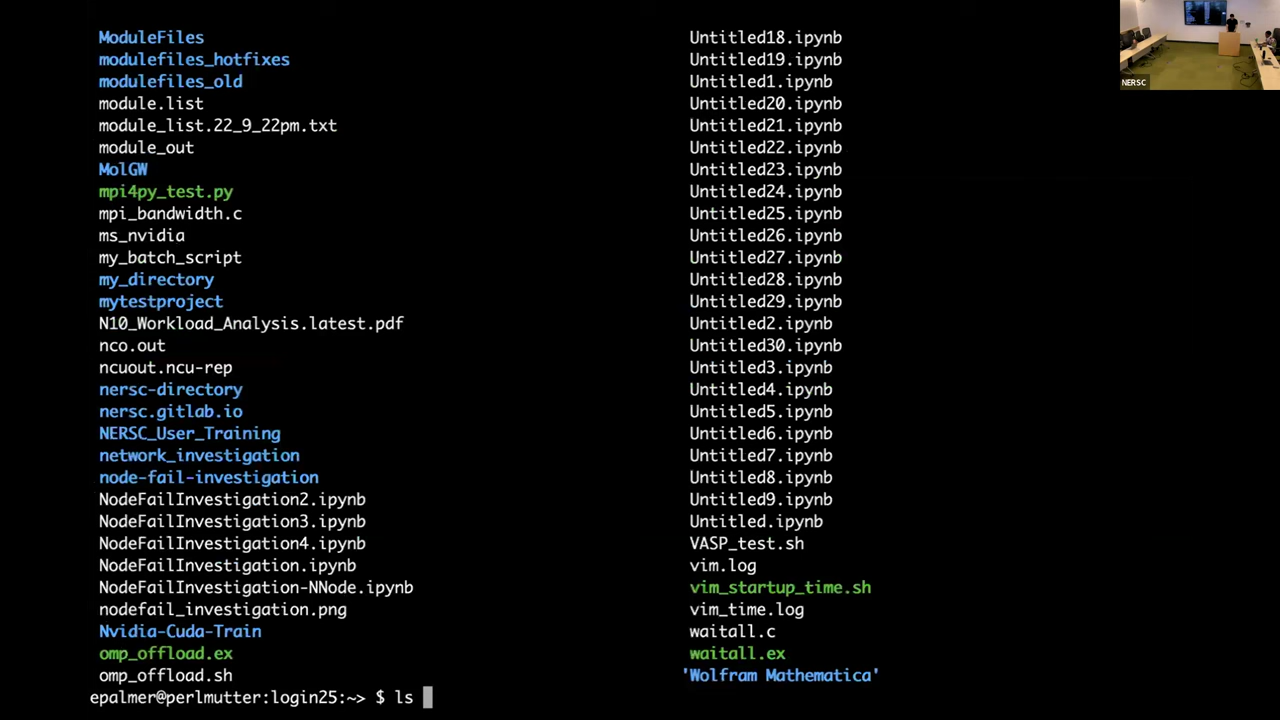 ModuleFiles
modulefiles_hotfixes
modulefiles_old
module.list
module_list.22_9_22pm.txt
module_out
MolGW
mpi4py_test.py
mpi_bandwidth.c
ms_nvidia
my_batch_script
my_directory
mytestproject
N10_Workload_Analysis.latest.pdf
nco.out
ncuout.ncu-rep
nersc-directory
nersc.gitlab.io
NERSC_User_Training
network_investigation
node-fail-investigation
NodeFailInvestigation2.ipynb
NodeFailInvestigation3.ipynb
NodeFailInvestigation4.ipynb
NodeFailInvestigation.ipynb
NodeFailInvestigation-NNode.ipynb
nodefail_investigation.png
Nvidia-Cuda-Train
omp_offload.ex
omp_offload.sh
Untitled18.ipynb
Untitled19.ipynb
Untitled1.ipynb
Untitled20.ipynb
Untitled21.ipynb
Untitled22.ipynb
Untitled23.ipynb
Untitled24.ipynb
Untitled25.ipynb
Untitled26.ipynb
Untitled27.ipynb
Untitled28.ipynb
Untitled29.ipynb
Untitled2.ipynb
Untitled30.ipynb
Untitled3.ipynb
Untitled4.ipynb
Untitled5.ipynb
Untitled6.ipynb
Untitled7.ipynb
Untitled8.ipynb
Untitled9.ipynb
Untitled.ipynb
VASP_test.sh
vim.log
vim_startup_time.sh
vim_time.log
waitall.c
waitall.ex
'Wolfram Mathematica'
epalmer@perlmutter:login25:~> $ ls
NERSC